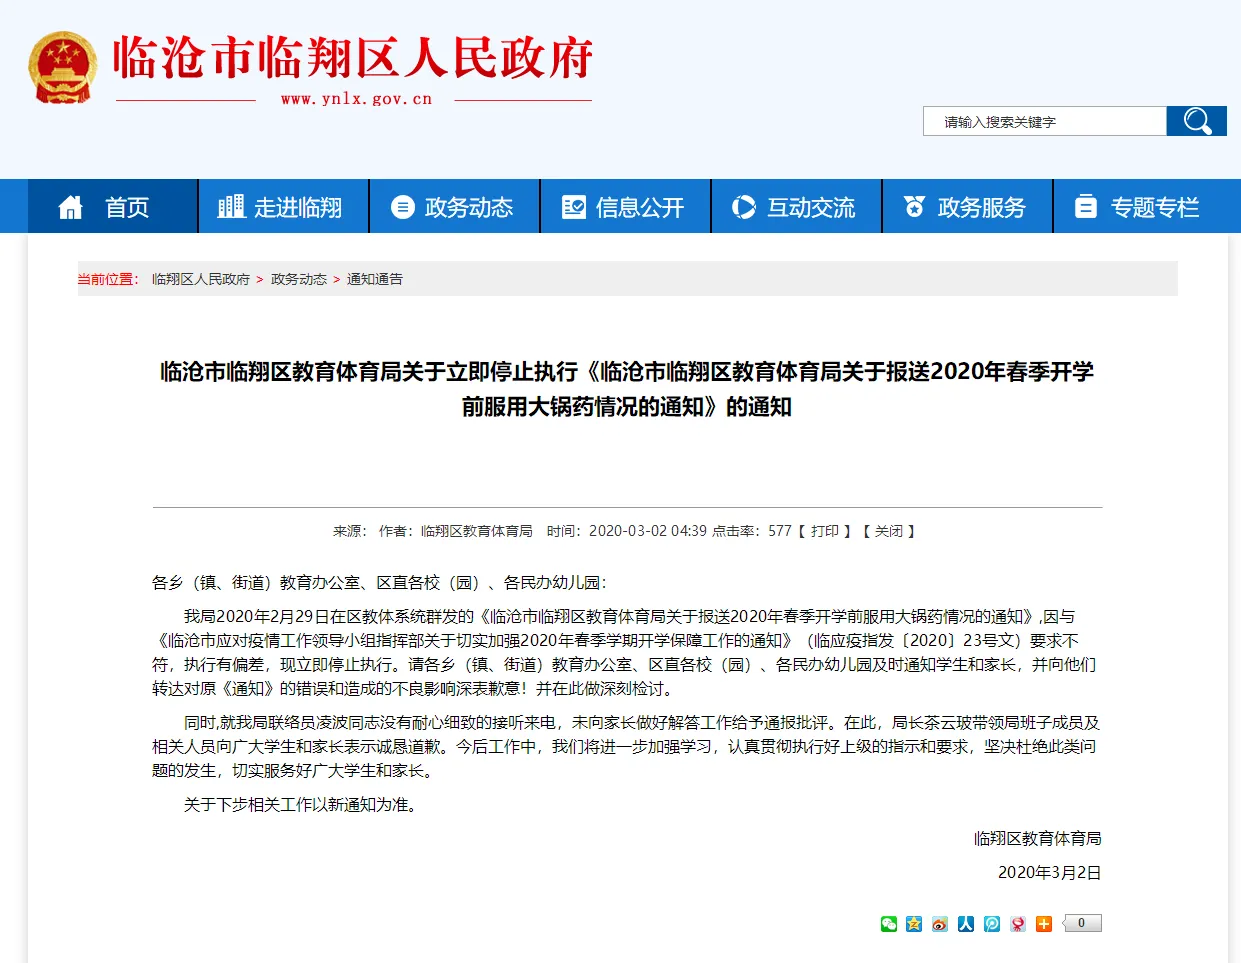 临沧市临翔区人民政府
www.ynlx.gov.cn
请输入搜索关键字
首页 走进临翔 政务动态 信息公开 互动交流 政务服务 专题专栏
当前位置： 临翔区人民政府 > 政务动态 > 通知通告
临沧市临翔区教育体育局关于立即停止执行《临沧市临翔区教育体育局关于报送2020年春季开学
前服用大锅药情况的通知》的通知
来源： 作者：临翔区教育体育局 时间：2020-03-02 04:39 点击率：577【 打印 】【 关闭 】
各乡（镇、街道）教育办公室、区直各校（园）、各民办幼儿园：
我局2020年2月29日在区教体系统群发的《临沧市临翔区教育体育局关于报送2020年春季开学前服用大锅药情况的通知》,因与
《临沧市应对疫情工作领导小组指挥部关于切实加强2020年春季学期开学保障工作的通知》（临应疫指发〔2020〕23号文）要求不
符，执行有偏差，现立即停止执行。请各乡（镇、街道）教育办公室、区直各校（园）、各民办幼儿园及时通知学生和家长，并向他们
转达对原《通知》的错误和造成的不良影响深表歉意！并在此做深刻检讨。
同时,就我局联络员凌波同志没有耐心细致的接听来电，未向家长做好解答工作给予通报批评。在此，局长茶云玻带领局班子成员及
相关人员向广大学生和家长表示诚恳道歉。今后工作中，我们将进一步加强学习，认真贯彻执行好上级的指示和要求，坚决杜绝此类问
题的发生，切实服务好广大学生和家长。
关于下步相关工作以新通知为准。
临翔区教育体育局
2020年3月2日
0